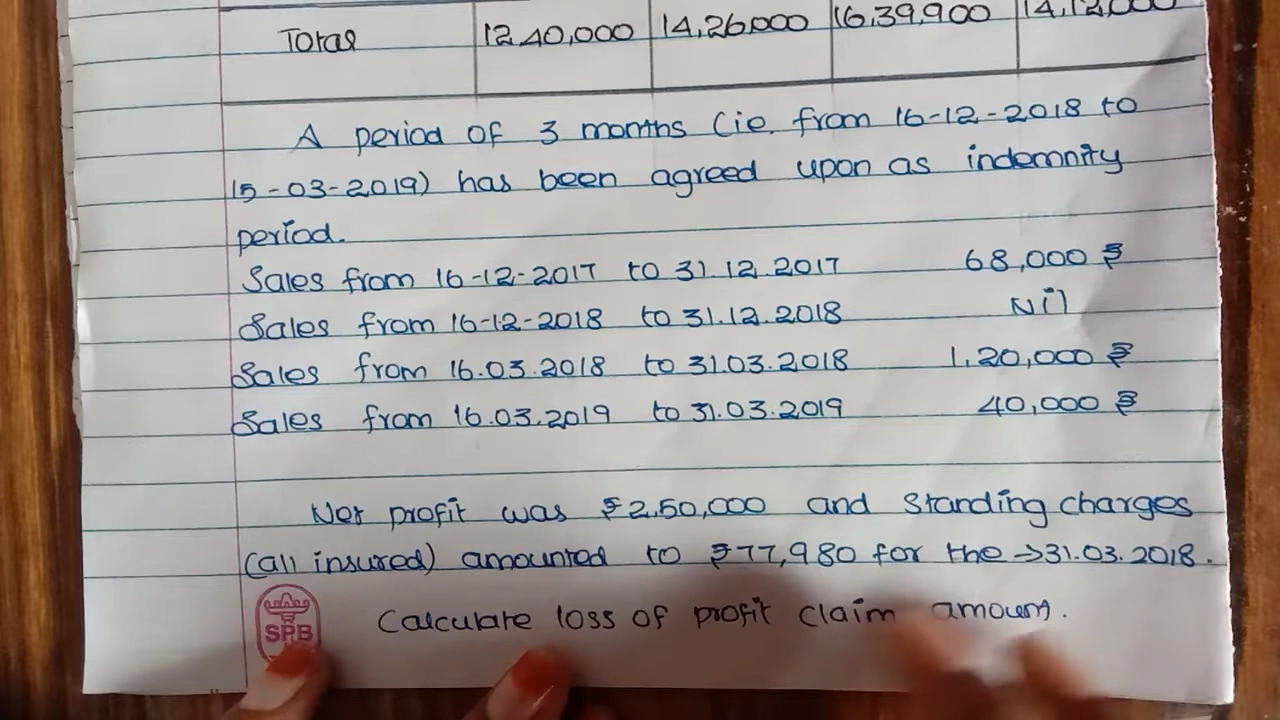 Total 12,40,000 14,26,000 16,39,900 14,12,000
A period of 3 months (ie. from 16-12-2018 to
15-03-2019) has been agreed upon as indemnity
period.
Sales from 16-12-2017 to 31.12.2017 68,000 ₹
Sales from 16-12-2018 to 31.12.2018 Nil
Sales from 16.03.2018 to 31.03.2018 1,20,000 ₹
Sales from 16.03.2019 to 31.03.2019 40,000 ₹
Net profit was ₹2,50,000 and standing charges
(all insured) amounted to ₹77,980 for the →31.03.2018.
SPB
Calculate loss of profit claim amount.